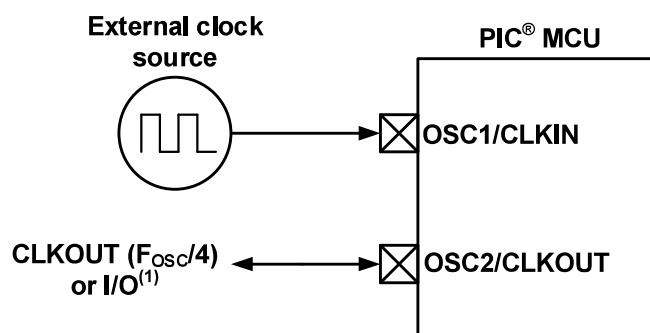 External clock
source
PIC® MCU
OSC1/CLKIN
CLKOUT (FOSC/4)
or I/O(1)
OSC2/CLKOUT